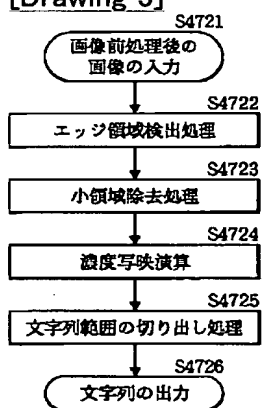 [Drawing 5]
S4721
画像前処理後の
画像の入力
S4722
エッジ領域検出処理
S4723
小領域除去処理
S4724
濃度写映演算
S4725
文字列範囲の切り出し処理
S4726
文字列の出力